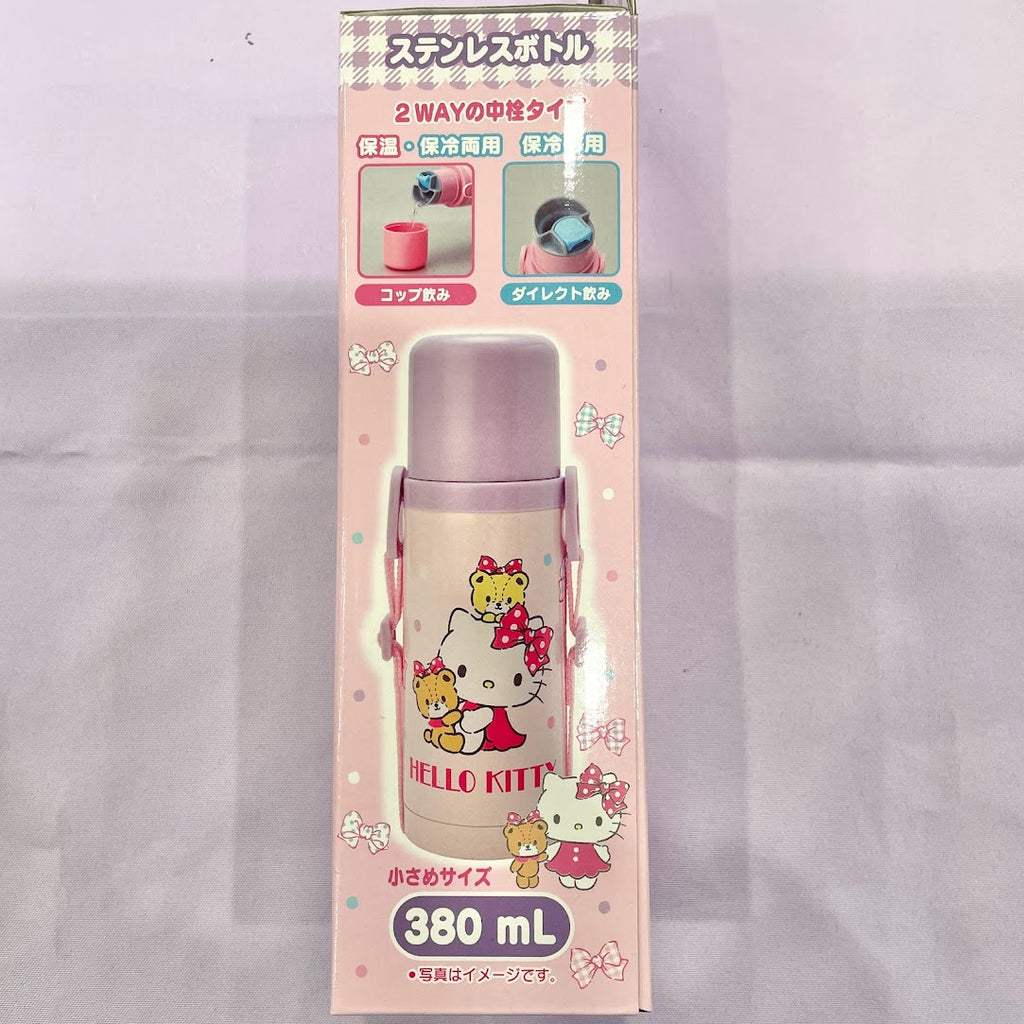 ステンレスボトル
2WAYの中栓タイプ
保温・保冷両用 保冷専用
コップ飲み ダイレクト飲み
HELLO KITTY
小さめサイズ
380 mL
●写真はイメージです。